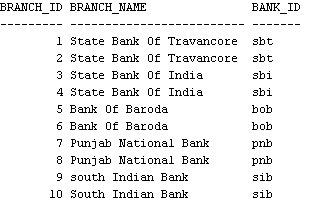 BRANCH_ID BRANCH_NAME BANK_ID
--------- ------------------------- ----------
1 State Bank Of Travancore sbt
2 State Bank Of Travancore sbt
3 State Bank Of India sbi
4 State Bank Of India sbi
5 Bank Of Baroda bob
6 Bank Of Baroda bob
7 Punjab National Bank pnb
8 Punjab National Bank pnb
9 south Indian Bank sib
10 South Indian Bank sib